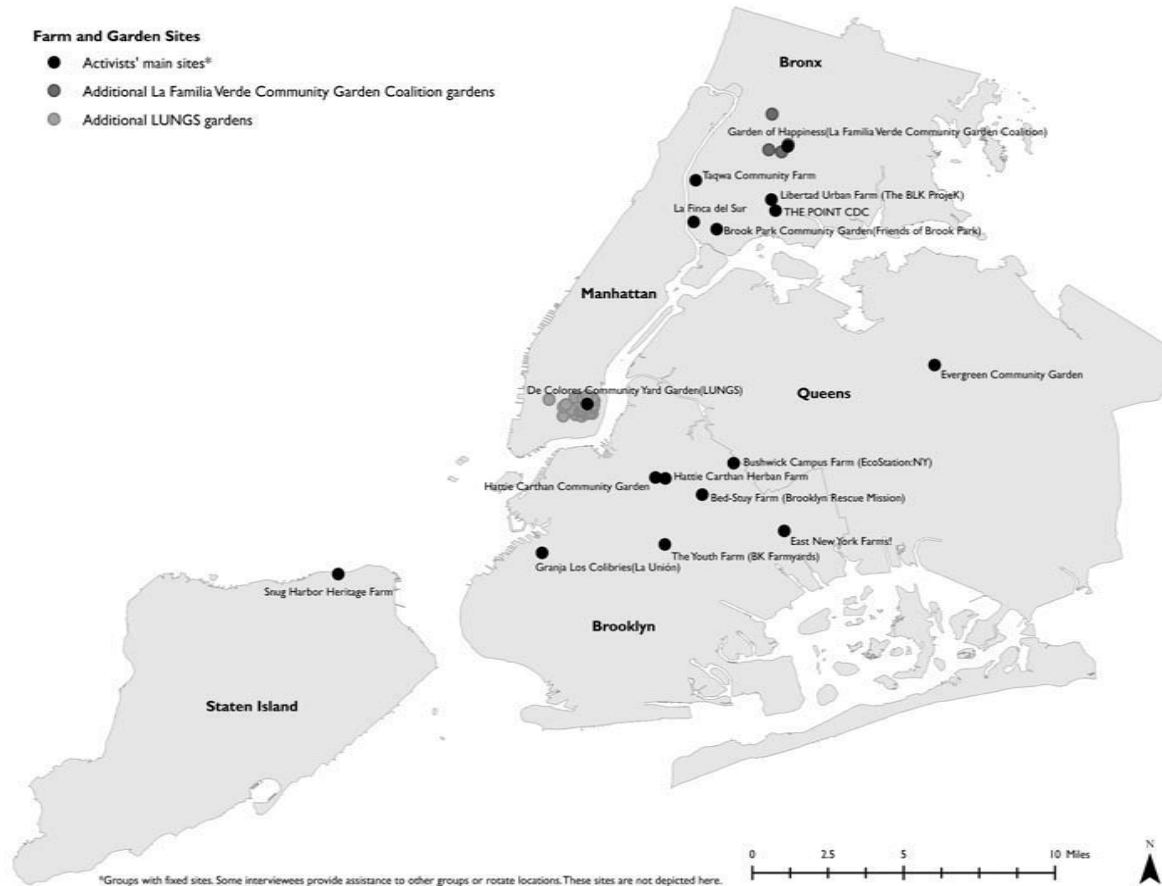 Farm and Garden Sites
Activists' main sites*
Additional La Familia Verde Community Garden Coalition gardens
Additional LUNGS gardens
Bronx
Garden of Happiness(La Familia Verde Community Garden Coalition)
Taqwa Community Farm
Libertad Urban Farm (The BLK ProjeK)
La Finca del Sur
THE POINT CDC
Brook Park Community Garden(Friends of Brook Park)
Manhattan
Evergreen Community Garden
De Colores Community Yard Garden(LUNGS)
Queens
Bushwick Campus Farm (EcoStation:NY)
Hattie Carthan Herban Farm
Hattie Carthan Community Garden
Bed-Stuy Farm (Brooklyn Rescue Mission)
East New York Farms!
The Youth Farm (BK Farmyards)
Granja Los Colibries(La Unión)
Snug Harbor Heritage Farm
Brooklyn
Staten Island
0 2.5 5 10 Miles
N
*Groups with fixed sites. Some interviewees provide assistance to other groups or rotate locations. These sites are not depicted here.